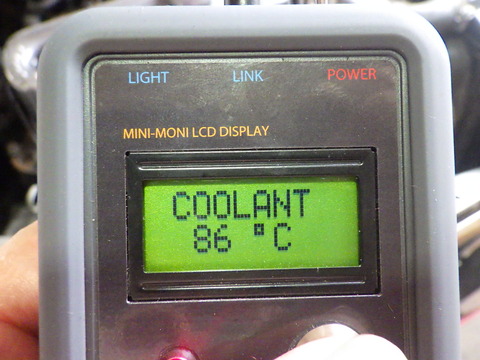 LIGHT LINK POWER
MINI-MONI LCD DISPLAY
COOLANT
86 °C